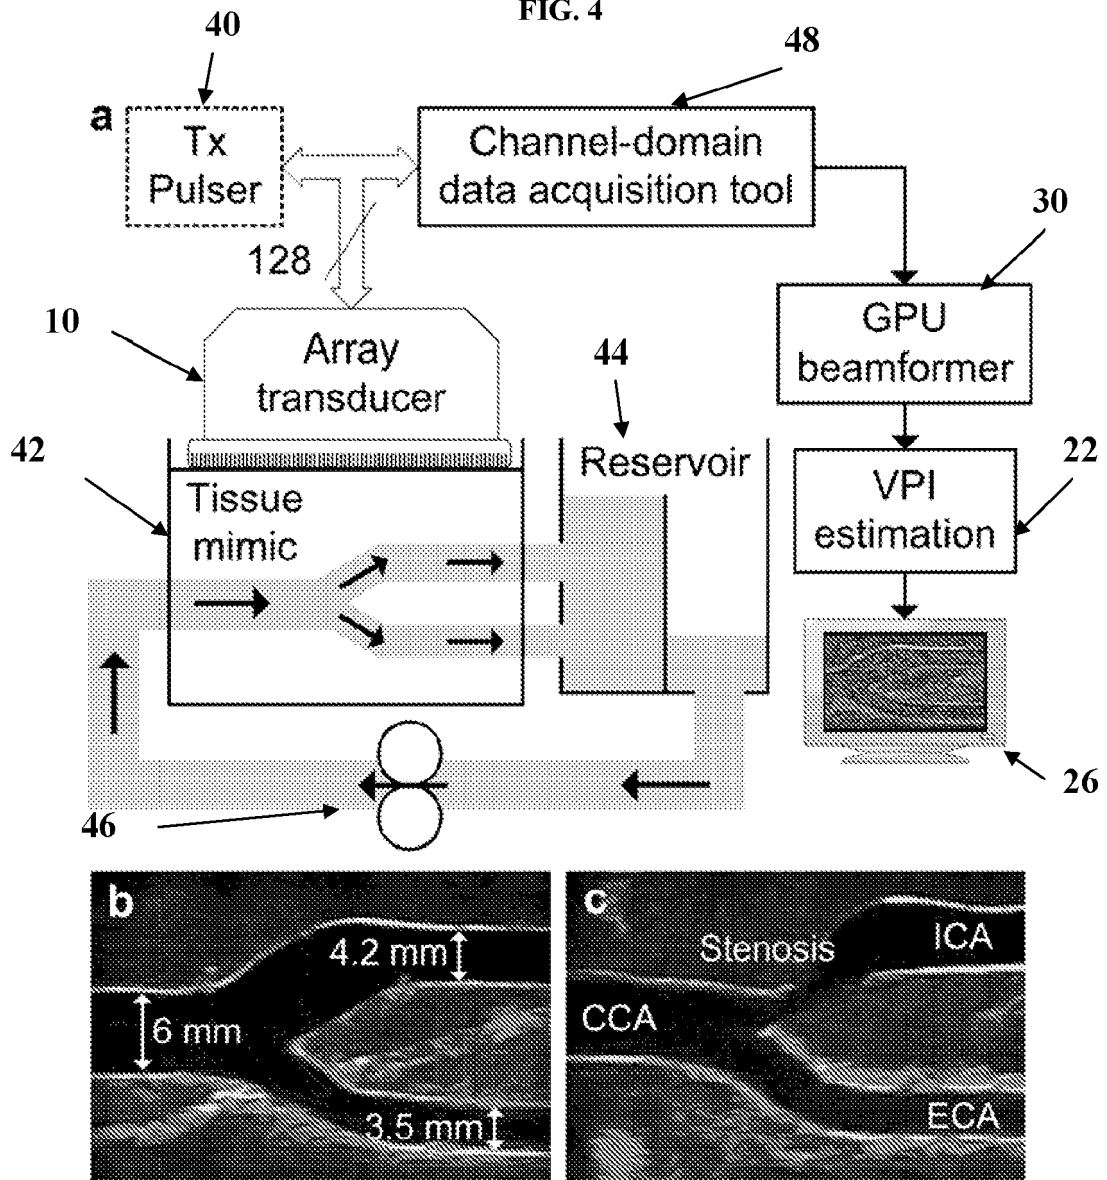 FIG. 4
40
48
a
Tx
Pulser
Channel-domain
data acquisition tool
30
128
10
Array
transducer
44
GPU
beamformer
42
Reservoir
22
Tissue
mimic
VPI
estimation
26
46
b
4.2 mm
6 mm
3.5 mm
c
Stenosis
ICA
CCA
ECA